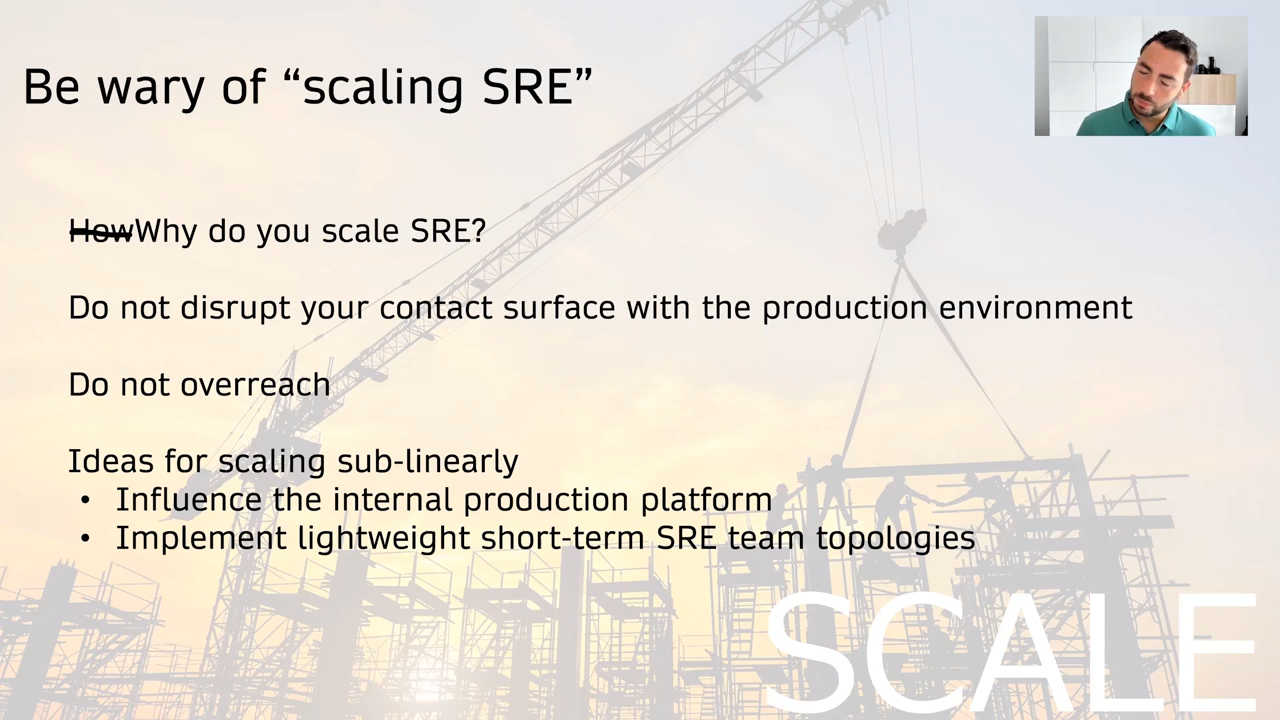 Be wary of “scaling SRE”
HowWhy do you scale SRE?
Do not disrupt your contact surface with the production environment
Do not overreach
Ideas for scaling sub-linearly
• Influence the internal production platform
• Implement lightweight short-term SRE team topologies
SCALE